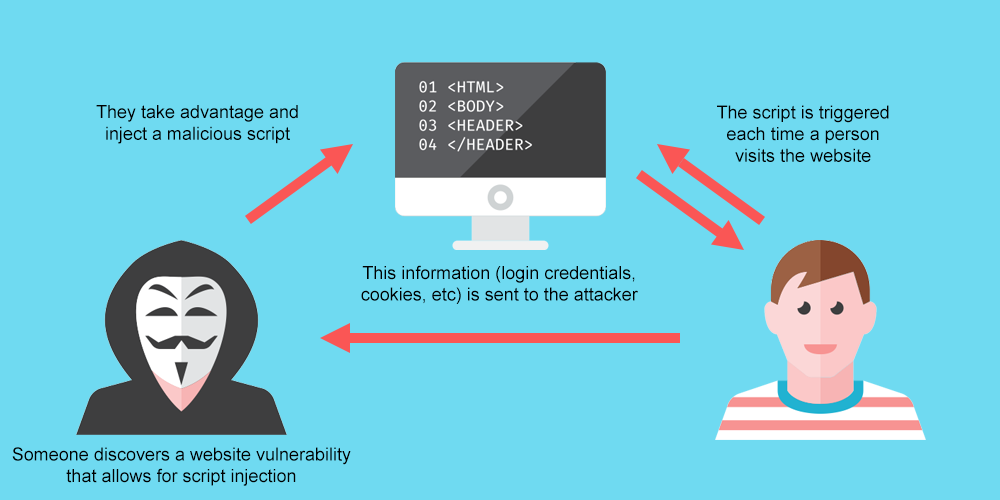 They take advantage and
inject a malicious script
01 <HTML>
02 <BODY>
03 <HEADER>
04 </HEADER>
The script is triggered
each time a person
visits the website
This information (login credentials,
cookies, etc) is sent to the attacker
Someone discovers a website vulnerability
that allows for script injection